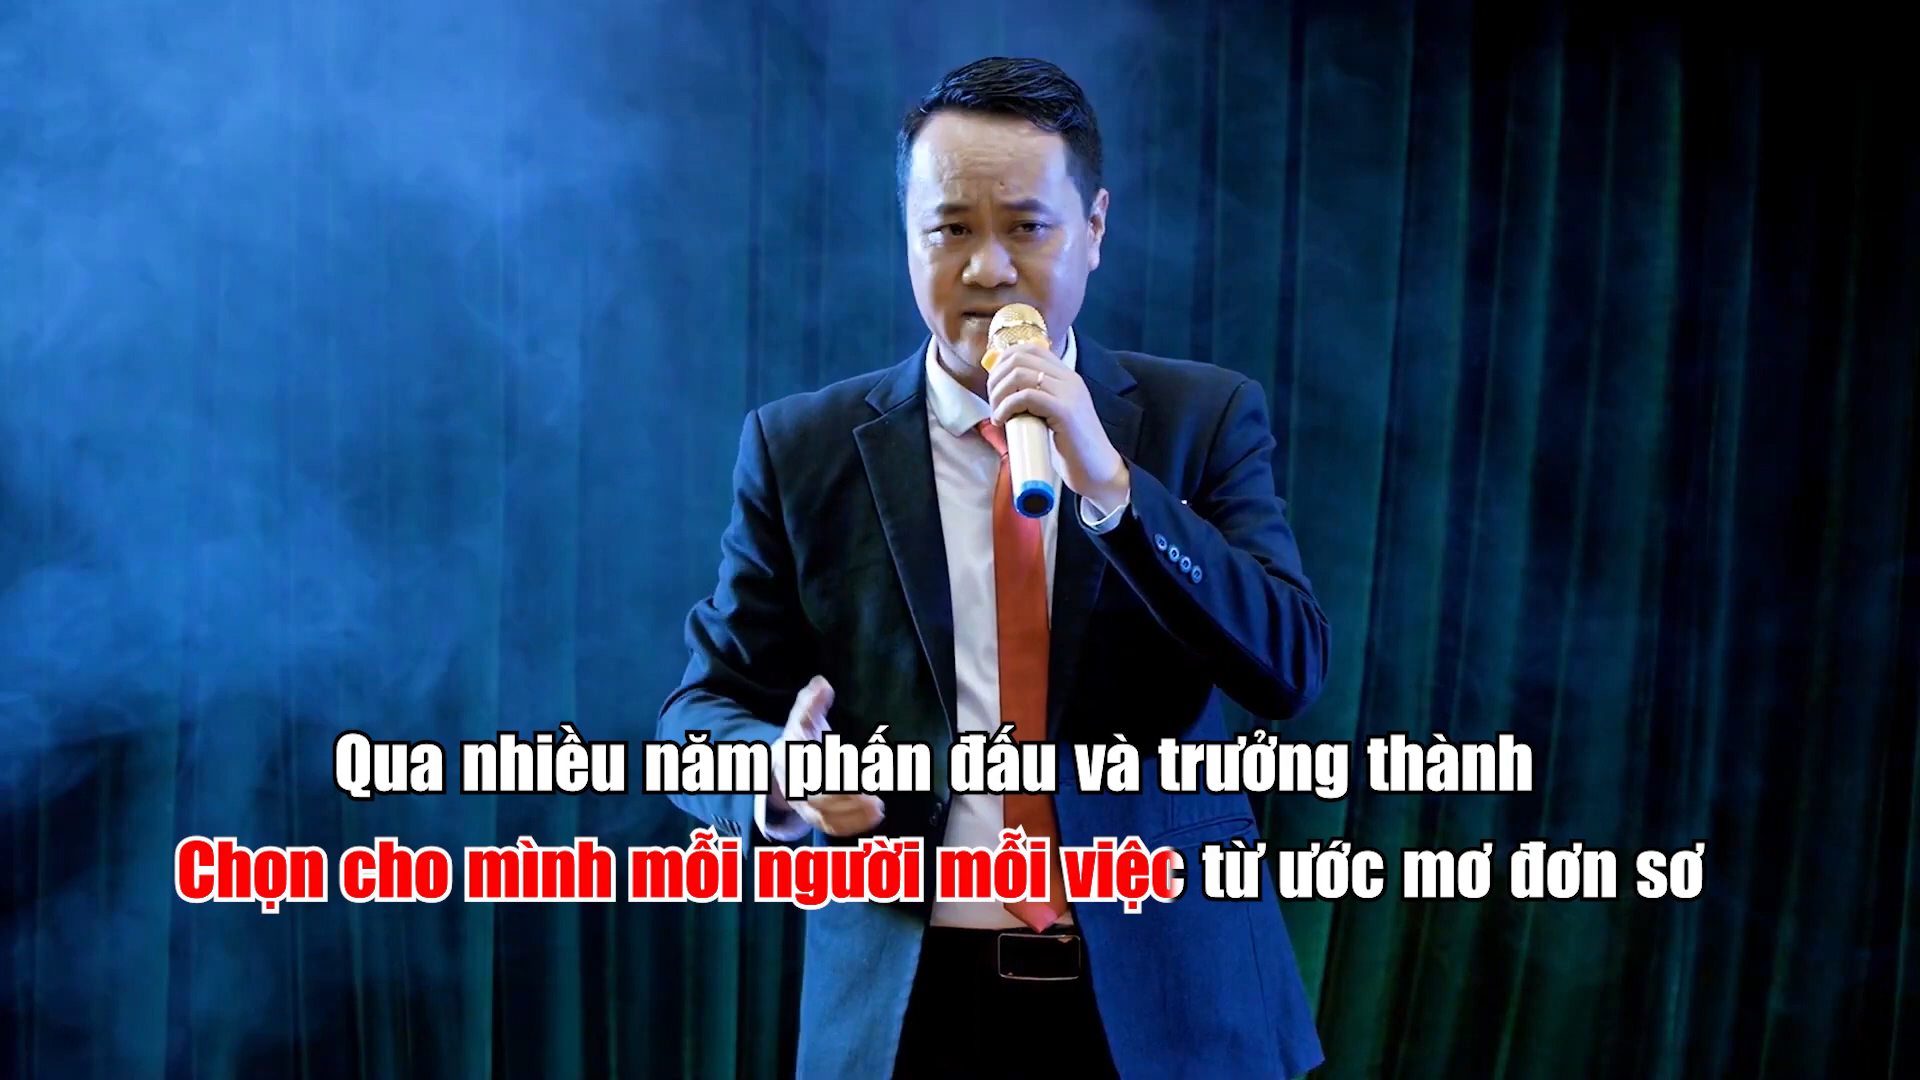 Qua nhiều năm phấn đấu và trưởng thành
Chọn cho mình mỗi người mỗi việc từ ước mơ đơn sơ